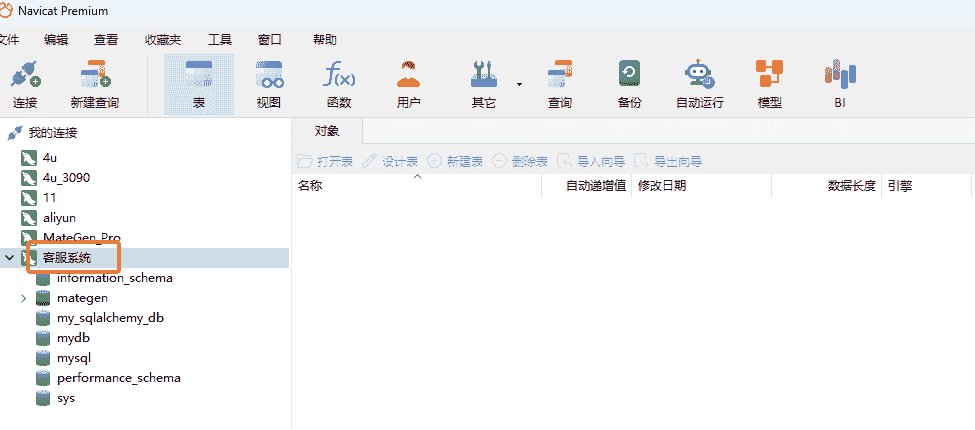 Navicat Premium
文件 编辑 查看 收藏夹 工具 窗口 帮助
f(x)
连接 新建查询 表 视图 函数 用户 其它 查询 备份 自动运行 模型 BI
我的连接 对象
4u
打开表 设计表 新建表 删除表 导入向导 导出向导
4u_3090
名称 自动递增值 修改日期 数据长度 引擎
11
aliyun
MateGen_Pro
客服系统
information_schema
mategen
my_sqlalchemy_db
mydb
mysql
performance_schema
sys